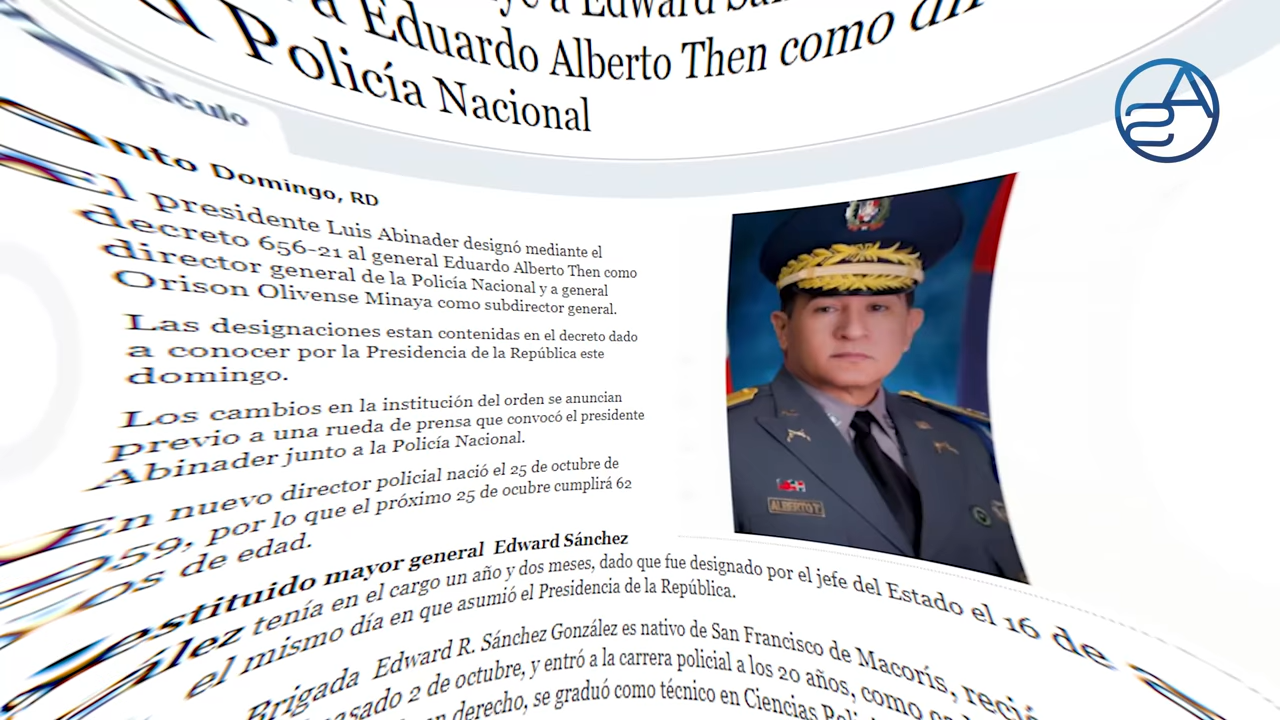 a Edward
a Eduardo Alberto Then como
Policía Nacional
Domingo, RD
El presidente Luis Abinader designó mediante el
decreto 656-21 al general Eduardo Alberto Then como
director general de la Policía Nacional y a general
Orison Olivense Minaya como subdirector general.
Las designaciones estan contenidas en el decreto dado
a conocer por la Presidencia de la República este
domingo.
Los cambios en la institución del orden se anuncian
previo a una rueda de prensa que convocó el presidente
Abinader junto a la Policía Nacional.
En nuevo director policial nació el 25 de octubre de
por lo que el próximo 25 de ocubre cumplirá 62
de edad.
mayor general Edward Sánchez
tenía en el cargo un año y dos meses, dado que fue designado por el jefe del Estado el 16 de
el mismo día en que asumió el Presidencia de la República.
Brigada Edward R. Sánchez González es nativo de San Francisco de Macorís,
2 de octubre, y entró a la carrera policial a los 20 años, como
derecho, se graduó como técnico en Ciencias
ALBERTO T.